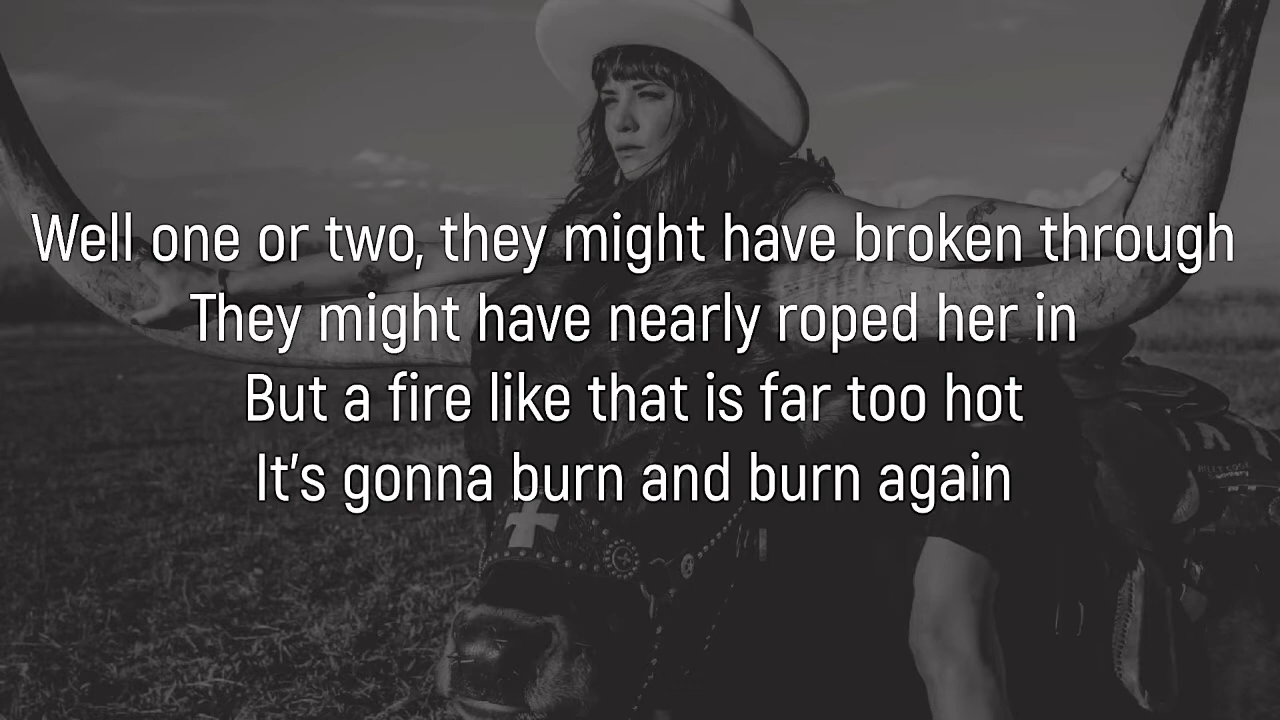 Well one or two, they might have broken through
They might have nearly roped her in
But a fire like that is far too hot
It's gonna burn and burn again